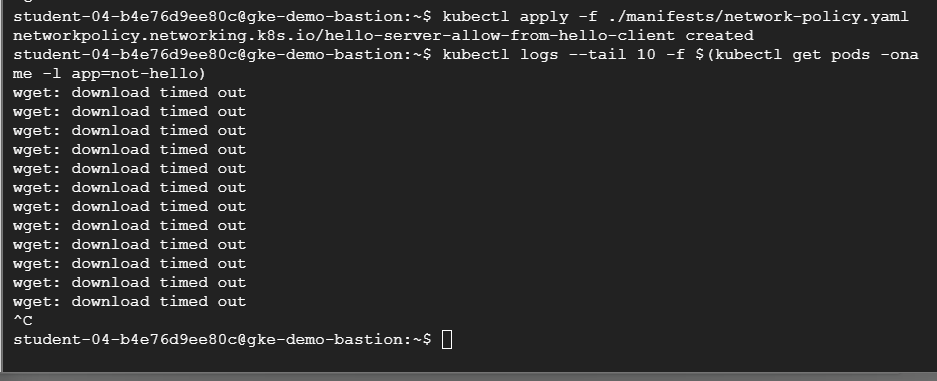 student-04-b4e76d9ee80c@gke-demo-bastion:~$ kubectl apply -f ./manifests/network-policy.yaml
networkpolicy.networking.k8s.io/hello-server-allow-from-hello-client created
student-04-b4e76d9ee80c@gke-demo-bastion:~$ kubectl logs --tail 10 -f $(kubectl get pods -ona
me -l app=not-hello)
wget: download timed out
wget: download timed out
wget: download timed out
wget: download timed out
wget: download timed out
wget: download timed out
wget: download timed out
wget: download timed out
wget: download timed out
wget: download timed out
wget: download timed out
wget: download timed out
^C
student-04-b4e76d9ee80c@gke-demo-bastion:~$